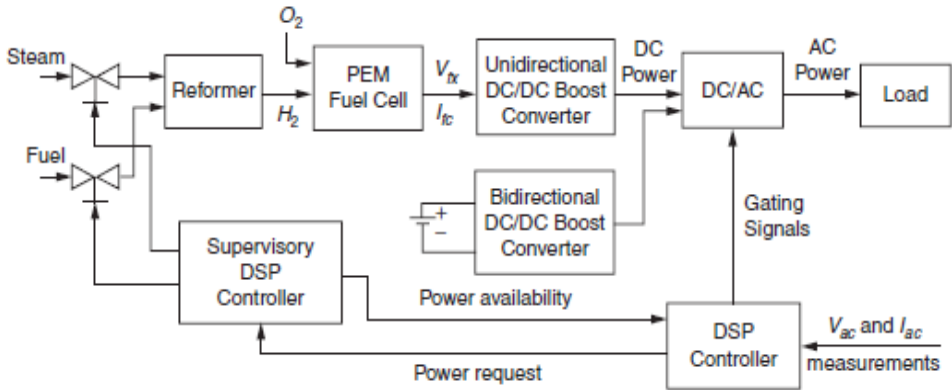 O2
Steam
Reformer
H2
PEM
Fuel Cell
Vfx
Ifc
Unidirectional
DC/DC Boost
Converter
DC
Power
DC/AC
AC
Power
Load
Fuel
+
−
Bidirectional
DC/DC Boost
Converter
Gating
Signals
Supervisory
DSP
Controller
Power availability
DSP
Controller
Vac and Iac
measurements
Power request